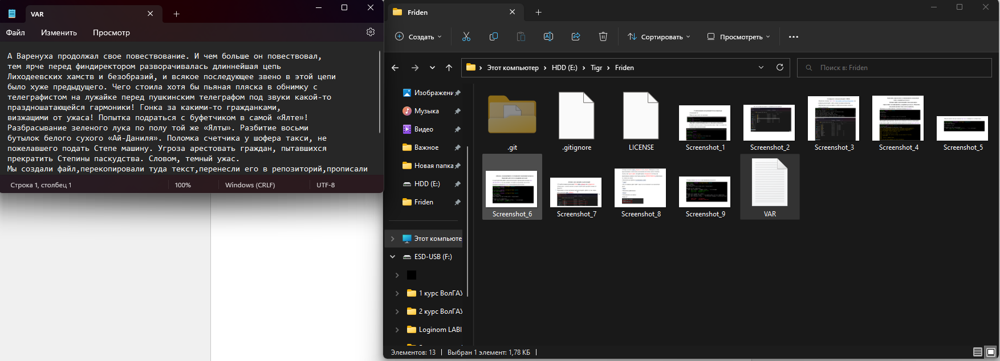 VAR
Файл Изменить Просмотр
А Варенуха продолжал свое повествование. И чем больше он повествовал,
тем ярче перед финдиректором разворачивалась длиннейшая цепь
Лиходеевских хамств и безобразий, и всякое последующее звено в этой цепи
было хуже предыдущего. Чего стоила хотя бы пьяная пляска в обнимку с
телеграфистом на лужайке перед пушкинским телеграфом под звуки какой-то
праздношатающейся гармоники! Гонка за какими-то гражданками,
визжащими от ужаса! Попытка подраться с буфетчиком в самой «Ялте»!
Разбрасывание зеленого лука по полу той же «Ялты». Разбитие восьми
бутылок белого сухого «Ай-Даниля». Поломка счетчика у шофера такси, не
пожелавшего подать Степе машину. Угроза арестовать граждан, пытавшихся
прекратить Степины паскудства. Словом, темный ужас.
Мы создали файл,перекопировали туда текст,перенесли его в репозиторий,прописали
Строка 1, столбец 1 100% Windows (CRLF) UTF-8
Friden
Создать Сортировать Просмотреть
Этот компьютер HDD (E:) Tigr Friden
Поиск в: Friden
Изображени
Музыка
Видео
Важное
Новая папка
HDD (E:)
Friden
Этот компьюте
ESD-USB (F:)
1 курс ВолГАУ
2 курс ВолГАУ
Loginom LABI
.git .gitignore LICENSE Screenshot_1 Screenshot_2 Screenshot_3 Screenshot_4 Screenshot_5
Screenshot_6 Screenshot_7 Screenshot_8 Screenshot_9 VAR
Элементов: 13 Выбран 1 элемент: 1,78 КБ